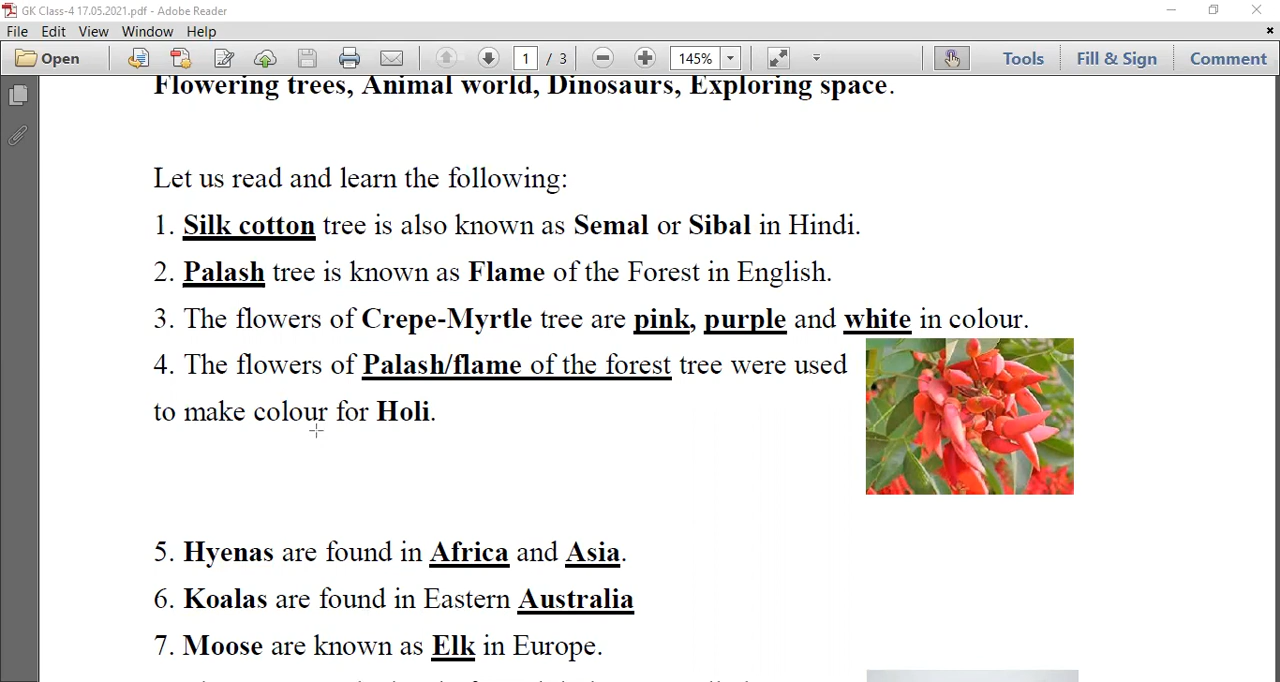 GK Class-4 17.05.2021.pdf - Adobe Reader
File Edit View Window Help
Open 1 / 3 145% Tools Fill & Sign Comment
Flowering trees, Animal world, Dinosaurs, Exploring space.
Let us read and learn the following:
1. Silk cotton tree is also known as Semal or Sibal in Hindi.
2. Palash tree is known as Flame of the Forest in English.
3. The flowers of Crepe-Myrtle tree are pink, purple and white in colour.
4. The flowers of Palash/flame of the forest tree were used
to make colour for Holi.
5. Hyenas are found in Africa and Asia.
6. Koalas are found in Eastern Australia
7. Moose are known as Elk in Europe.